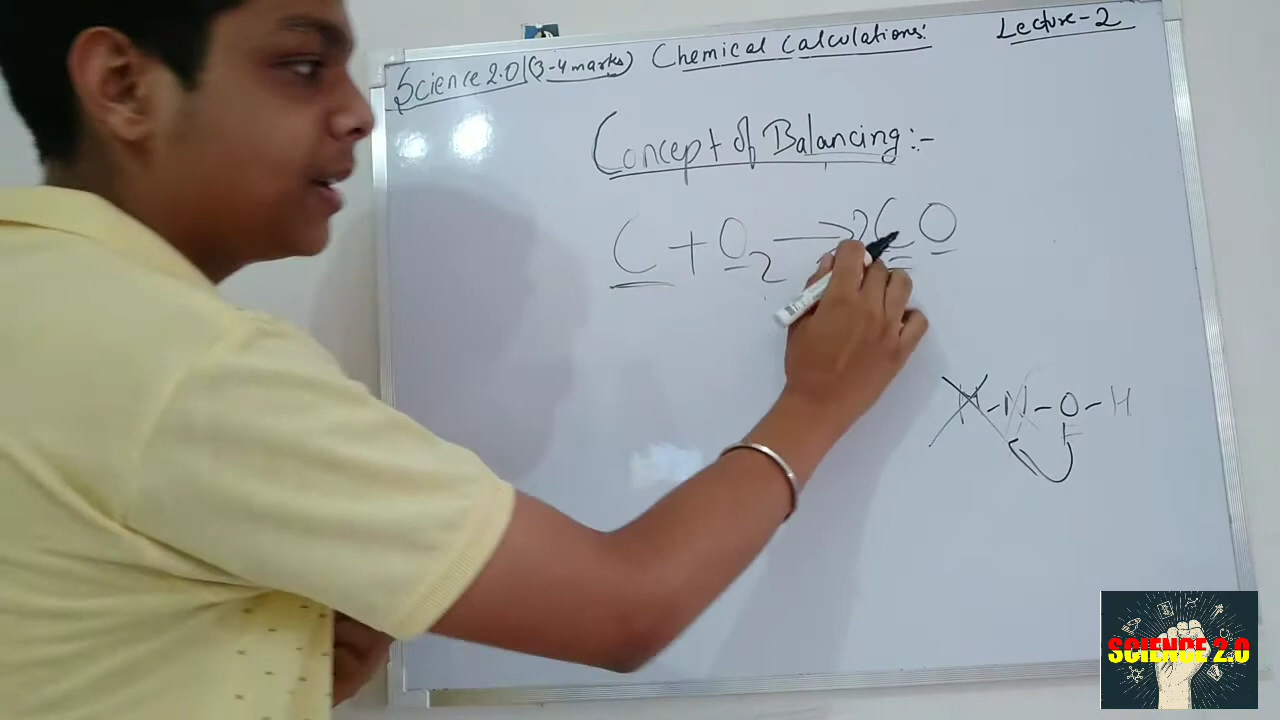 Science 2.0 (3-4 marks) Chemical Calculations: Lecture-2
Concept of Balancing:-
C + O2 → 2CO
M-N-O-H
SCIENCE 2.0